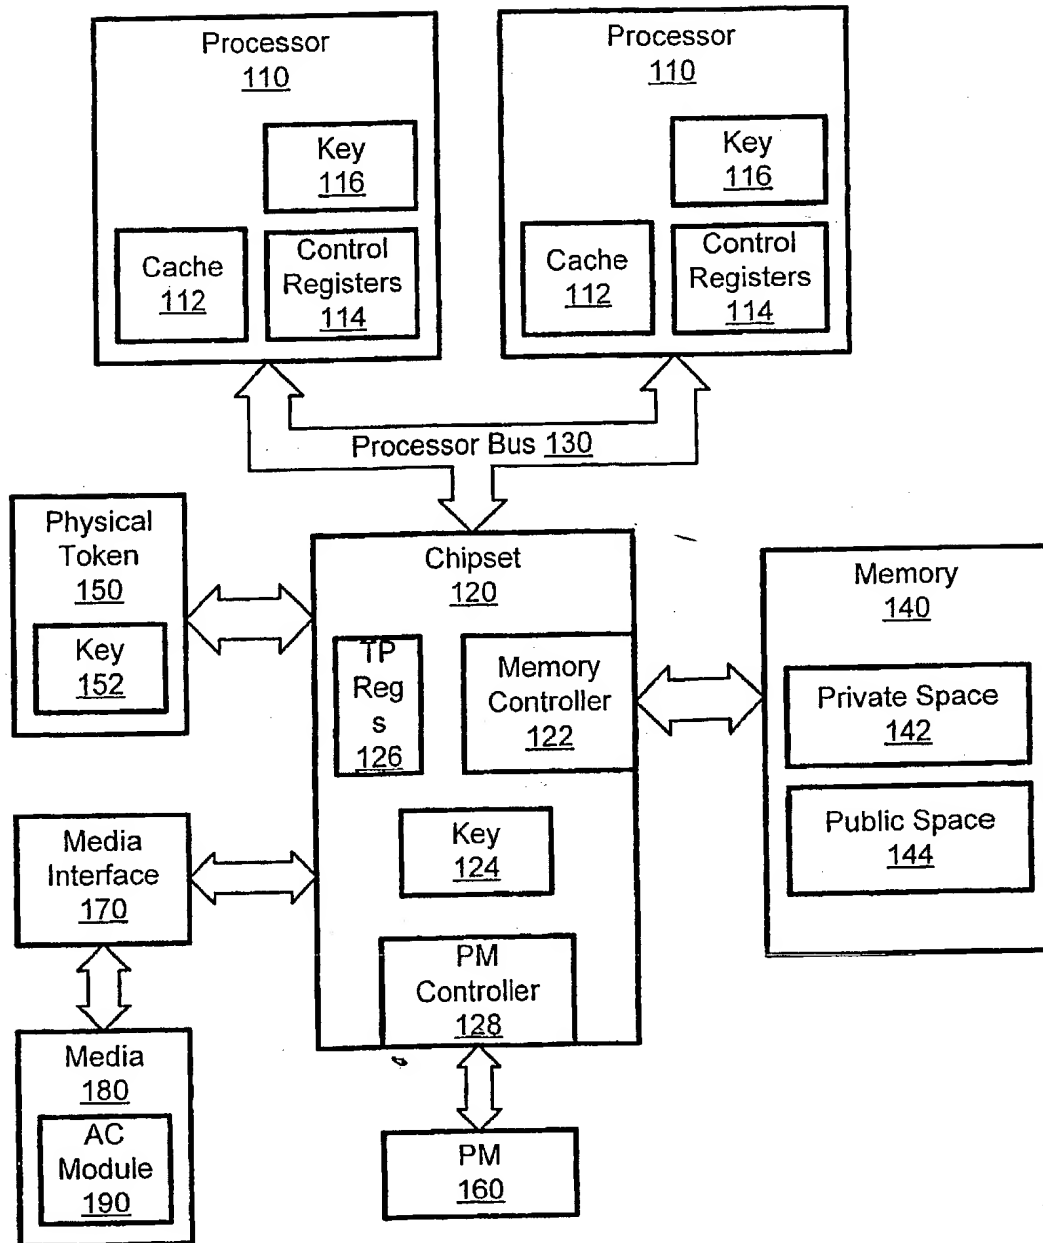 Processor
110
Key
116
Cache
112
Control
Registers
114
Processor
110
Key
116
Cache
112
Control
Registers
114
Processor Bus 130
Physical
Token
150
Key
152
Chipset
120
TP
Reg
s
126
Memory
Controller
122
Key
124
PM
Controller
128
Memory
140
Private Space
142
Public Space
144
Media
Interface
170
Media
180
AC
Module
190
PM
160